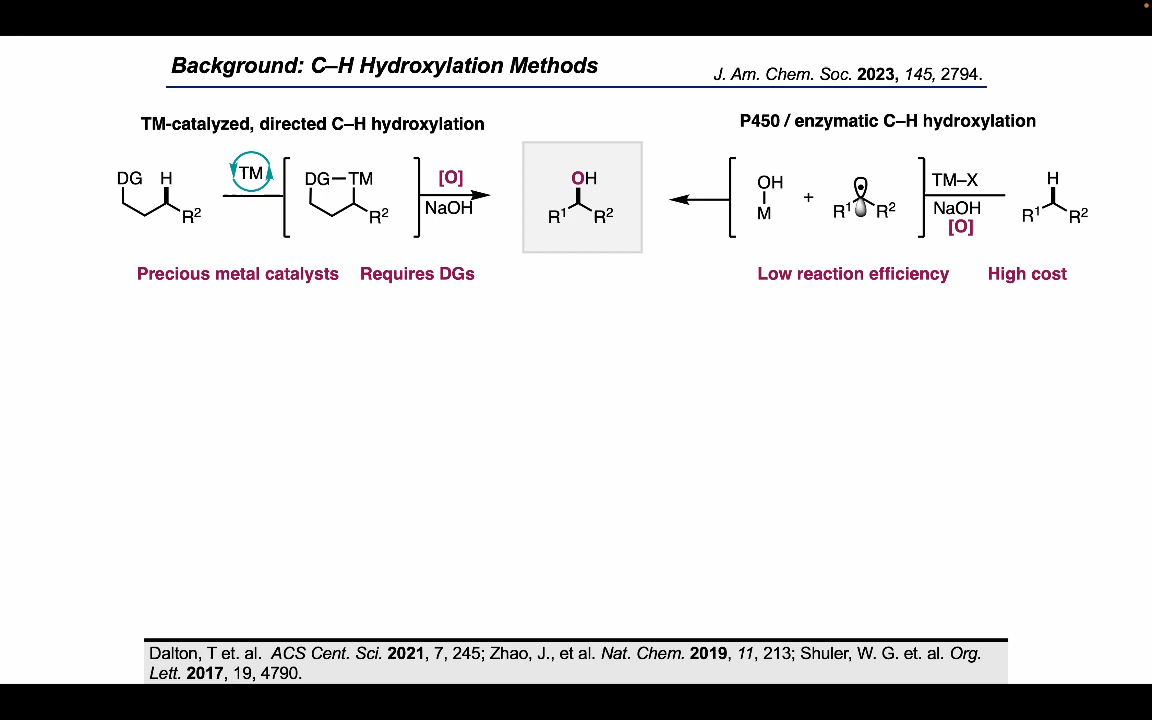 Background: C–H Hydroxylation Methods
J. Am. Chem. Soc. 2023, 145, 2794.
TM-catalyzed, directed C–H hydroxylation
P450 / enzymatic C–H hydroxylation
DG H
R²
TM
DG TM
R²
[O]
NaOH
OH
R¹ R²
OH
M
+
R¹ R²
TM–X
NaOH
[O]
H
R¹ R²
Precious metal catalysts Requires DGs
Low reaction efficiency High cost
Dalton, T et. al. ACS Cent. Sci. 2021, 7, 245; Zhao, J., et al. Nat. Chem. 2019, 11, 213; Shuler, W. G. et. al. Org.
Lett. 2017, 19, 4790.